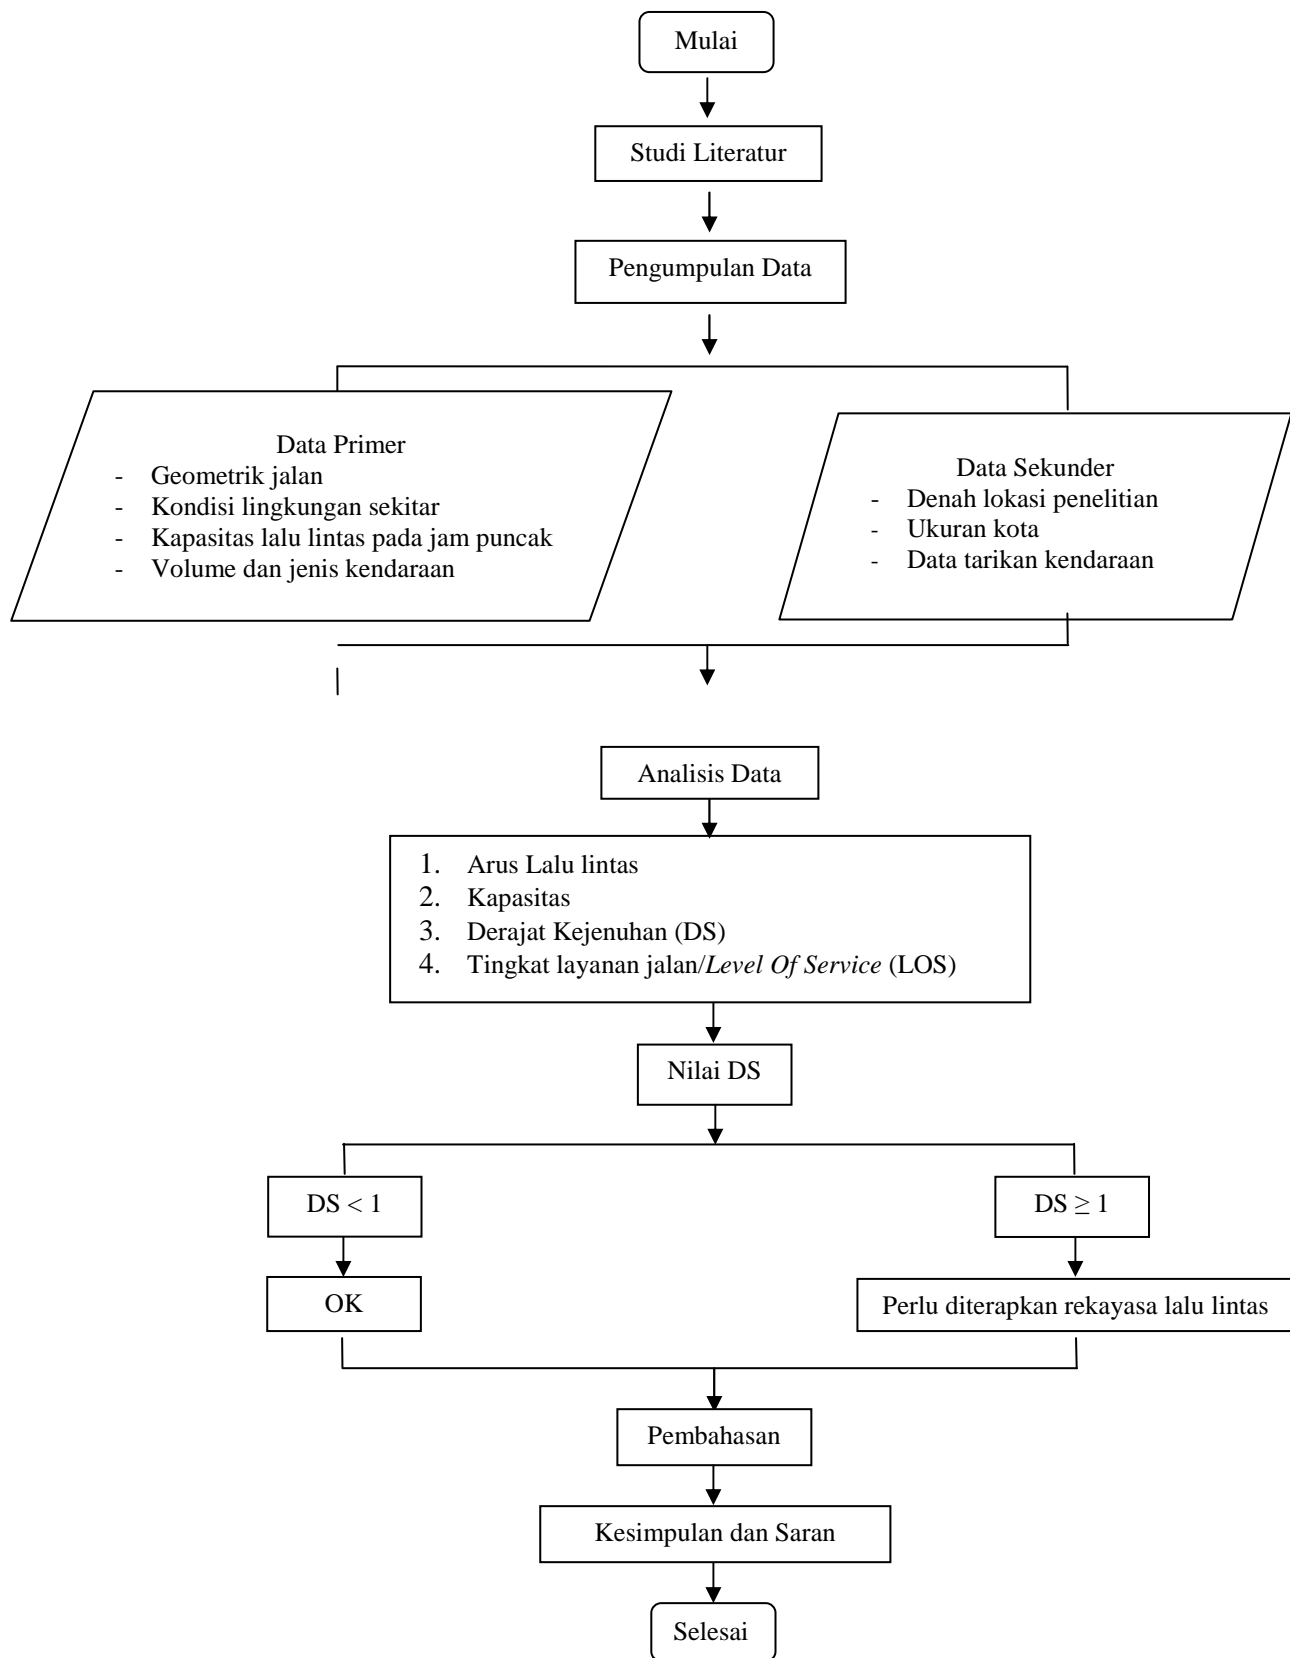 Mulai
Studi Literatur
Pengumpulan Data
Data Primer
- Geometrik jalan
- Kondisi lingkungan sekitar
- Kapasitas lalu lintas pada jam puncak
- Volume dan jenis kendaraan
Data Sekunder
- Denah lokasi penelitian
- Ukuran kota
- Data tarikan kendaraan
Analisis Data
1. Arus Lalu lintas
2. Kapasitas
3. Derajat Kejenuhan (DS)
4. Tingkat layanan jalan/Level Of Service (LOS)
Nilai DS
DS < 1
DS ≥ 1
OK
Perlu diterapkan rekayasa lalu lintas
Pembahasan
Kesimpulan dan Saran
Selesai